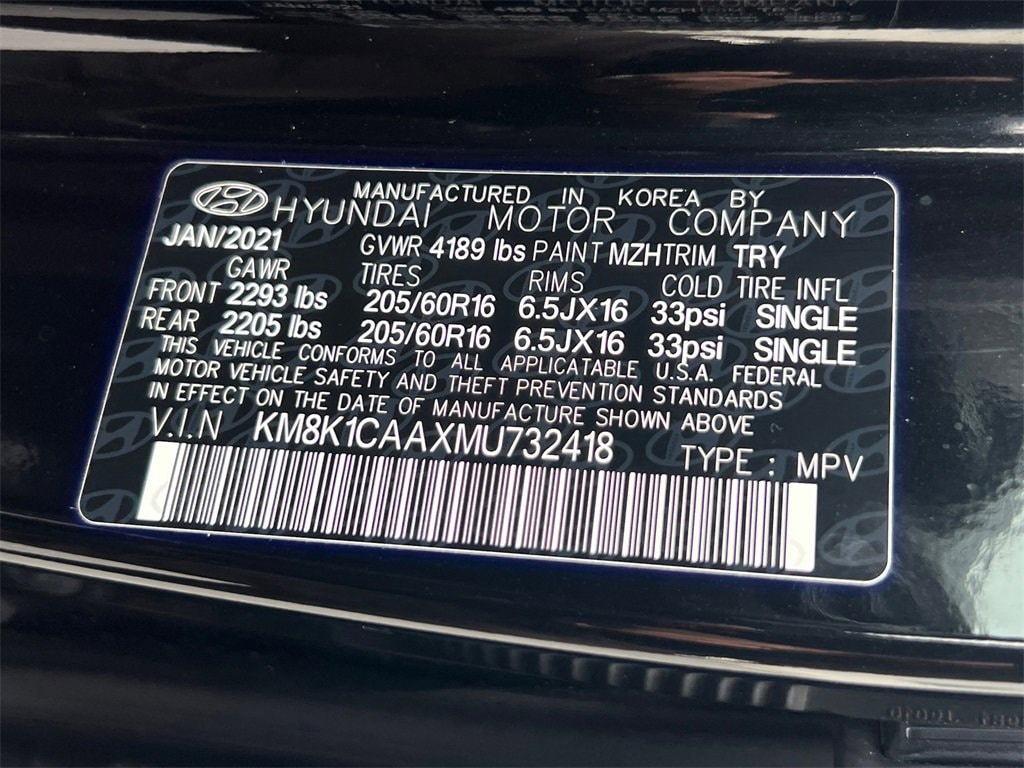 MANUFACTURED IN KOREA BY
HYUNDAI MOTOR COMPANY
JAN/2021 GVWR 4189 lbs PAINT MZH TRIM TRY
GAWR TIRES RIMS COLD TIRE INFL
FRONT 2293 lbs 205/60R16 6.5JX16 33psi SINGLE
REAR 2205 lbs 205/60R16 6.5JX16 33psi SINGLE
THIS VEHICLE CONFORMS TO ALL APPLICATABLE U.S.A. FEDERAL
MOTOR VEHICLE SAFETY AND THEFT PREVENTION STANDARDS
IN EFFECT ON THE DATE OF MANUFACTURE SHOWN ABOVE
V.I.N KM8K1CAAXMU732418 TYPE : MPV